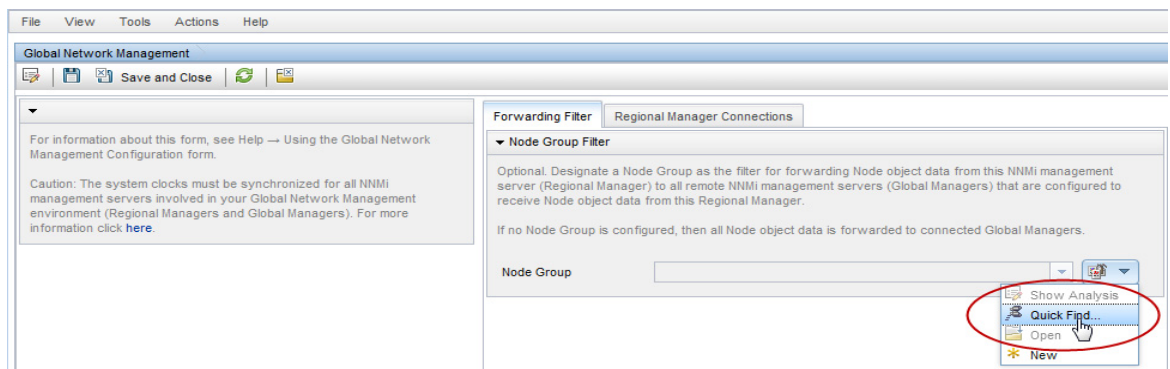 File View Tools Actions Help
Global Network Management
Save and Close
For information about this form, see Help → Using the Global Network
Management Configuration form.
Caution: The system clocks must be synchronized for all NNMi
management servers involved in your Global Network Management
environment (Regional Managers and Global Managers). For more
information click here.
Forwarding Filter Regional Manager Connections
Node Group Filter
Optional. Designate a Node Group as the filter for forwarding Node object data from this NNMi management
server (Regional Manager) to all remote NNMi management servers (Global Managers) that are configured to
receive Node object data from this Regional Manager.
If no Node Group is configured, then all Node object data is forwarded to connected Global Managers.
Node Group
Show Analysis
Quick Find...
Open
New